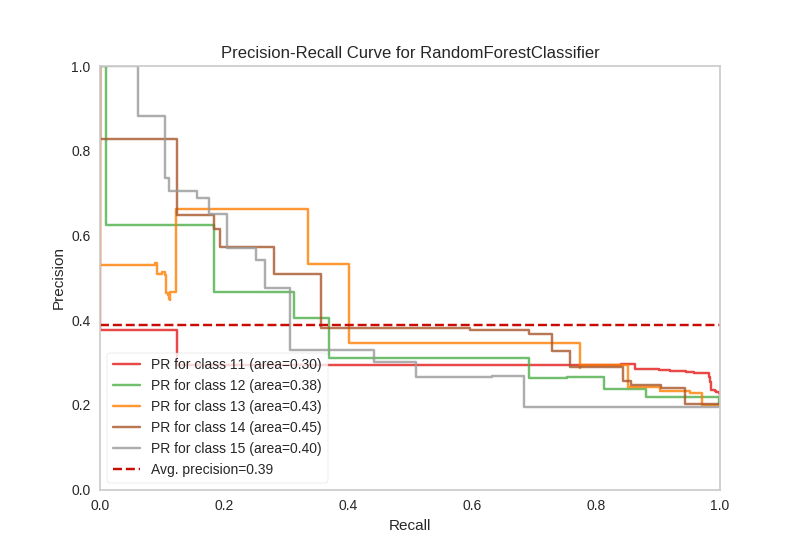 Precision-Recall Curve for RandomForestClassifier
1.0
0.8
0.6
0.4
0.2
0.0
Precision
PR for class 11 (area=0.30)
PR for class 12 (area=0.38)
PR for class 13 (area=0.43)
PR for class 14 (area=0.45)
PR for class 15 (area=0.40)
Avg. precision=0.39
0.0 0.2 0.4 0.6 0.8 1.0
Recall